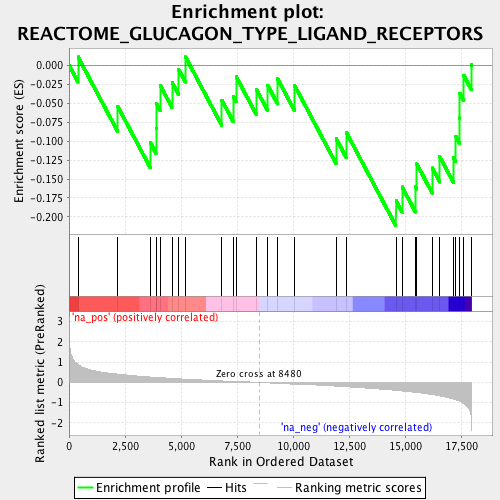 Enrichment plot:
REACTOME_GLUCAGON_TYPE_LIGAND_RECEPTORS
Enrichment score (ES)
0.000
-0.025
-0.050
-0.075
-0.100
-0.125
-0.150
-0.175
-0.200
'na_pos' (positively correlated)
Ranked list metric (PreRanked)
3
2
1
0
-1
-2
Zero cross at 8480
'na_neg' (negatively correlated)
0
2,500
5,000
7,500
10,000
12,500
15,000
17,500
Rank in Ordered Dataset
Enrichment profile
Hits
Ranking metric scores